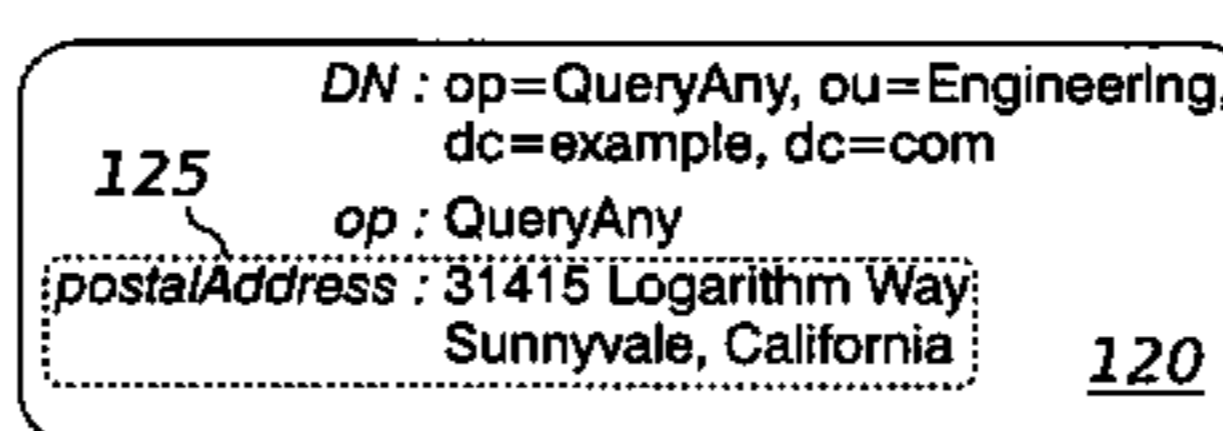 DN : op=QueryAny, ou=Engineering,
dc=example, dc=com
125
op : QueryAny
postalAddress : 31415 Logarithm Way
Sunnyvale, California
120